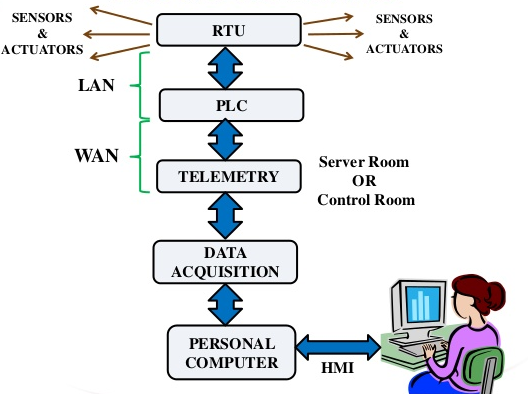 SENSORS
&
ACTUATORS
RTU
SENSORS
&
ACTUATORS
LAN
PLC
WAN
TELEMETRY
Server Room
OR
Control Room
DATA
ACQUISITION
PERSONAL
COMPUTER
HMI